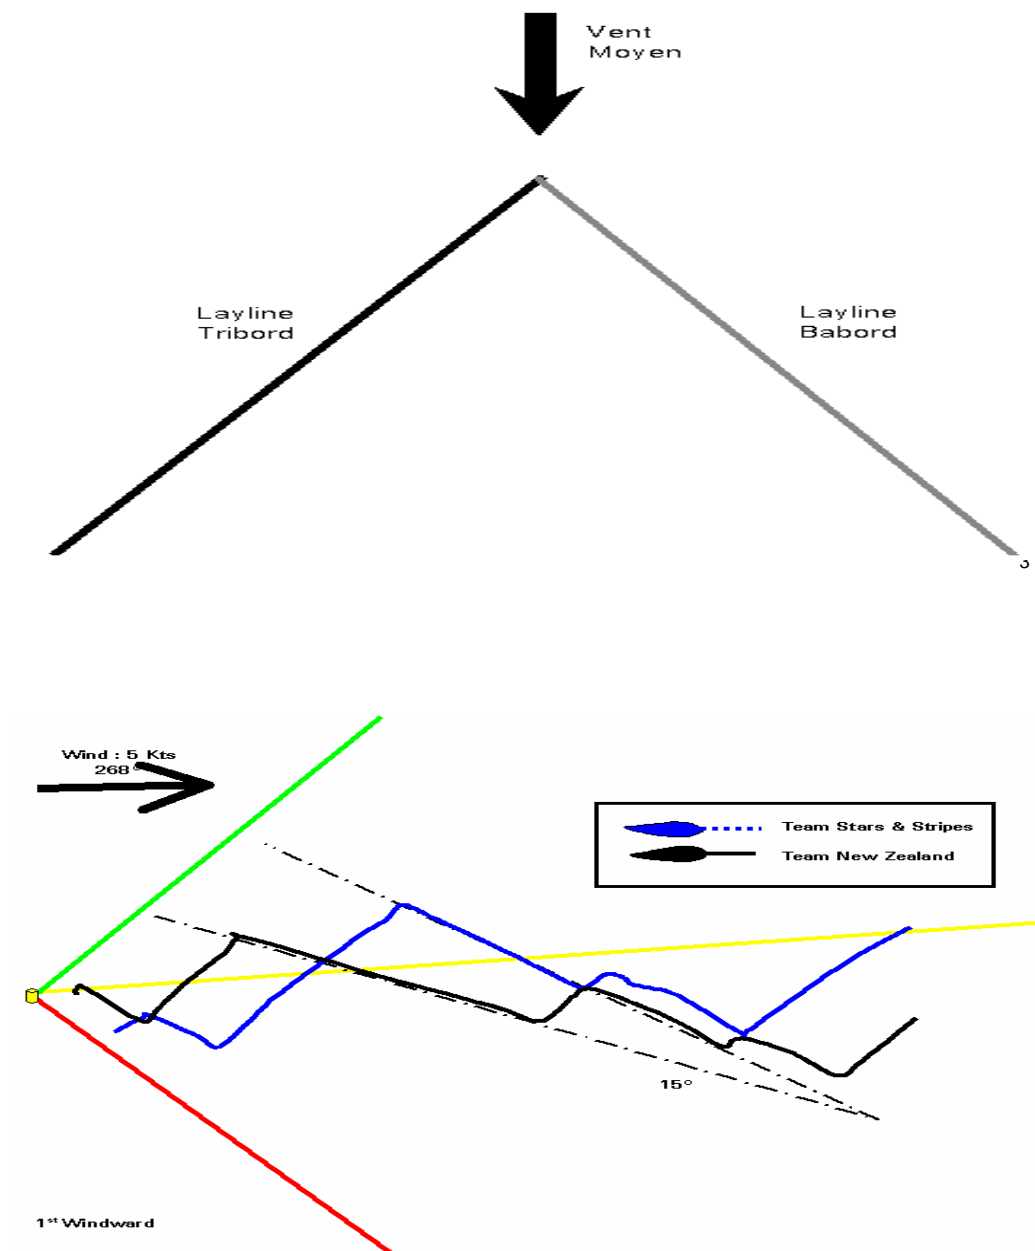 Vent
Moyen
Layline
Tribord
Layline
Babord
Wind : 5 Kts
268°
Team Stars & Stripes
Team New Zealand
15°
1st Windward